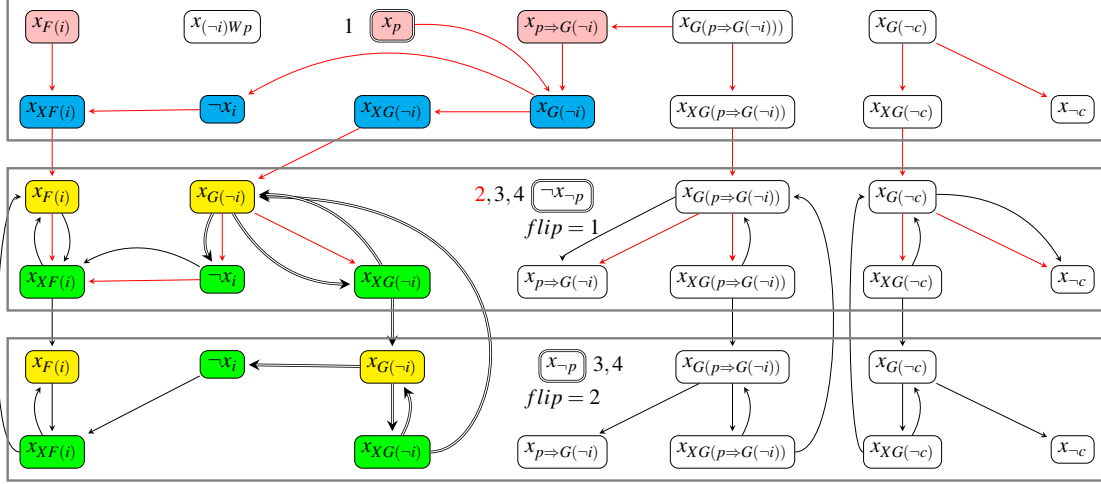 x_{F(i)} x_{(¬i)Wp} 1 x_p x_{p⇒G(¬i)} x_{G(p⇒G(¬i)))} x_{G(¬c)}
x_{XF(i)} ¬x_i x_{XG(¬i)} x_{G(¬i)} x_{XG(p⇒G(¬i))} x_{XG(¬c)} x_{¬c}
x_{F(i)} x_{G(¬i)} 2,3,4 ¬x_{¬p} x_{G(p⇒G(¬i))} x_{G(¬c)}
flip = 1
x_{XF(i)} ¬x_i x_{XG(¬i)} x_{p⇒G(¬i)} x_{XG(p⇒G(¬i))} x_{XG(¬c)} x_{¬c}
x_{F(i)} ¬x_i x_{G(¬i)} x_{¬p} 3,4 x_{G(p⇒G(¬i))} x_{G(¬c)}
flip = 2
x_{XF(i)} x_{XG(¬i)} x_{p⇒G(¬i)} x_{XG(p⇒G(¬i))} x_{XG(¬c)} x_{¬c}